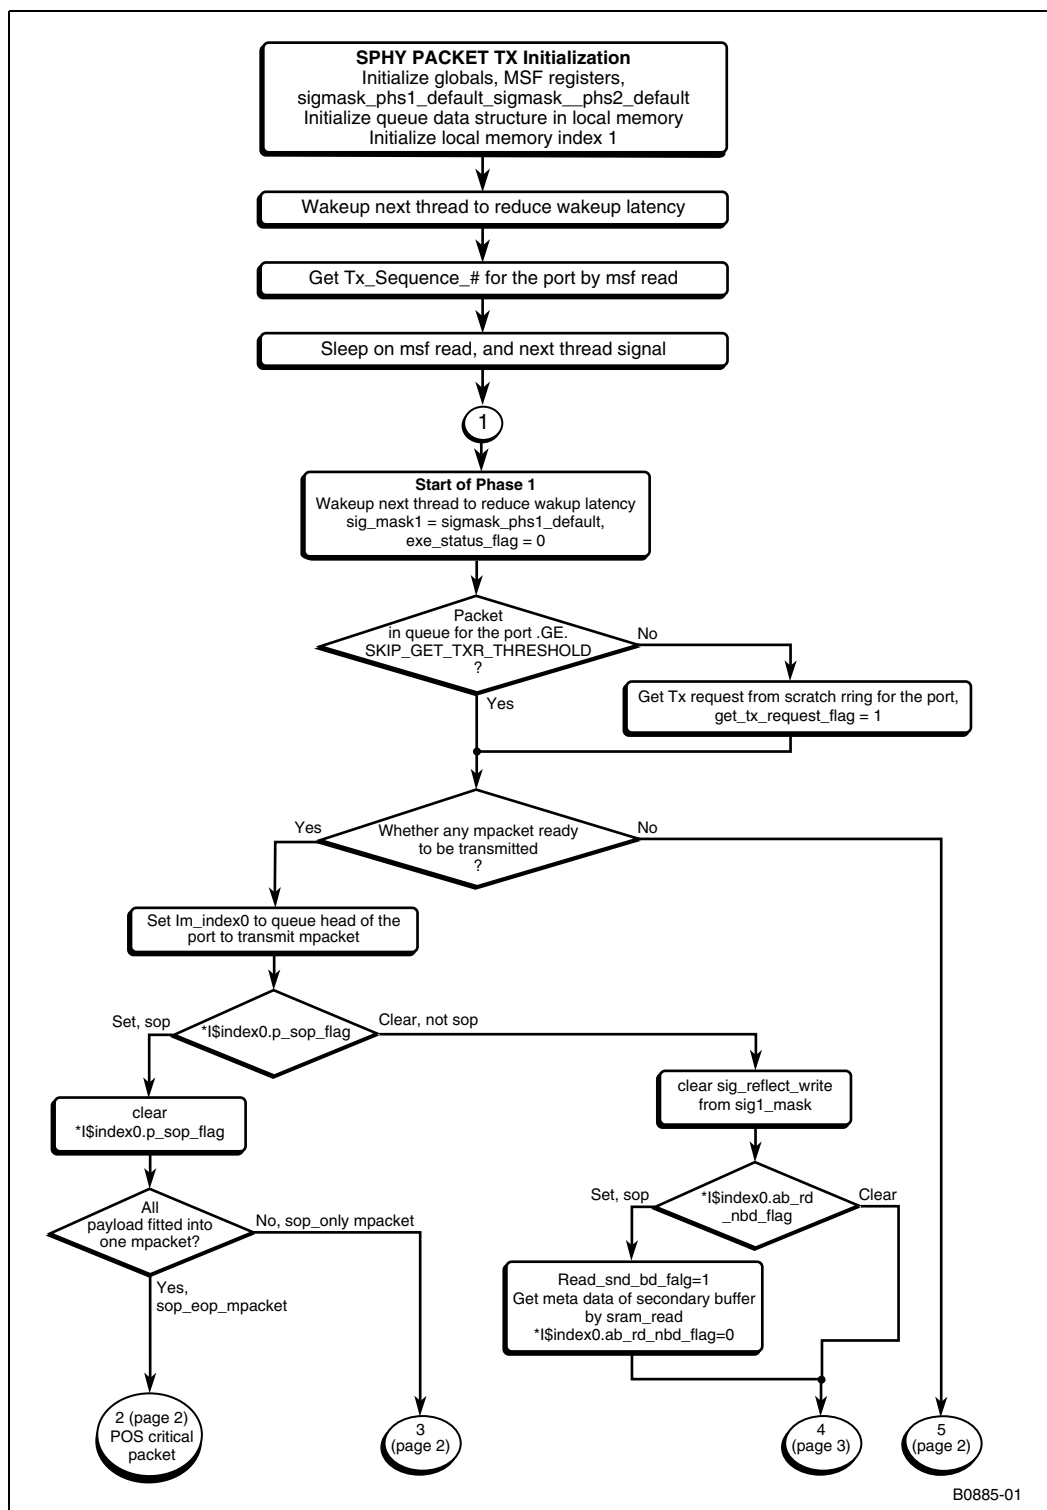 SPHY PACKET TX Initialization
Initialize globals, MSF registers,
sigmask_phs1_default_sigmask__phs2_default
Initialize queue data structure in local memory
Initialize local memory index 1
Wakeup next thread to reduce wakeup latency
Get Tx_Sequence_# for the port by msf read
Sleep on msf read, and next thread signal
1
Start of Phase 1
Wakeup next thread to reduce wakup latency
sig_mask1 = sigmask_phs1_default,
exe_status_flag = 0
Packet
in queue for the port .GE.
SKIP_GET_TXR_THRESHOLD
?
No
Yes
Get Tx request from scratch rring for the port,
get_tx_request_flag = 1
Whether any mpacket ready
to be transmitted
?
Yes
No
Set Im_index0 to queue head of the
port to transmit mpacket
*I$index0.p_sop_flag
Set, sop
Clear, not sop
clear
*I$index0.p_sop_flag
clear sig_reflect_write
from sig1_mask
All
payload fitted into
one mpacket?
No, sop_only mpacket
Yes,
sop_eop_mpacket
*I$index0.ab_rd
_nbd_flag
Set, sop
Clear
Read_snd_bd_falg=1
Get meta data of secondary buffer
by sram_read
*I$index0.ab_rd_nbd_flag=0
2 (page 2)
POS critical
packet
3
(page 2)
4
(page 3)
5
(page 2)
B0885-01